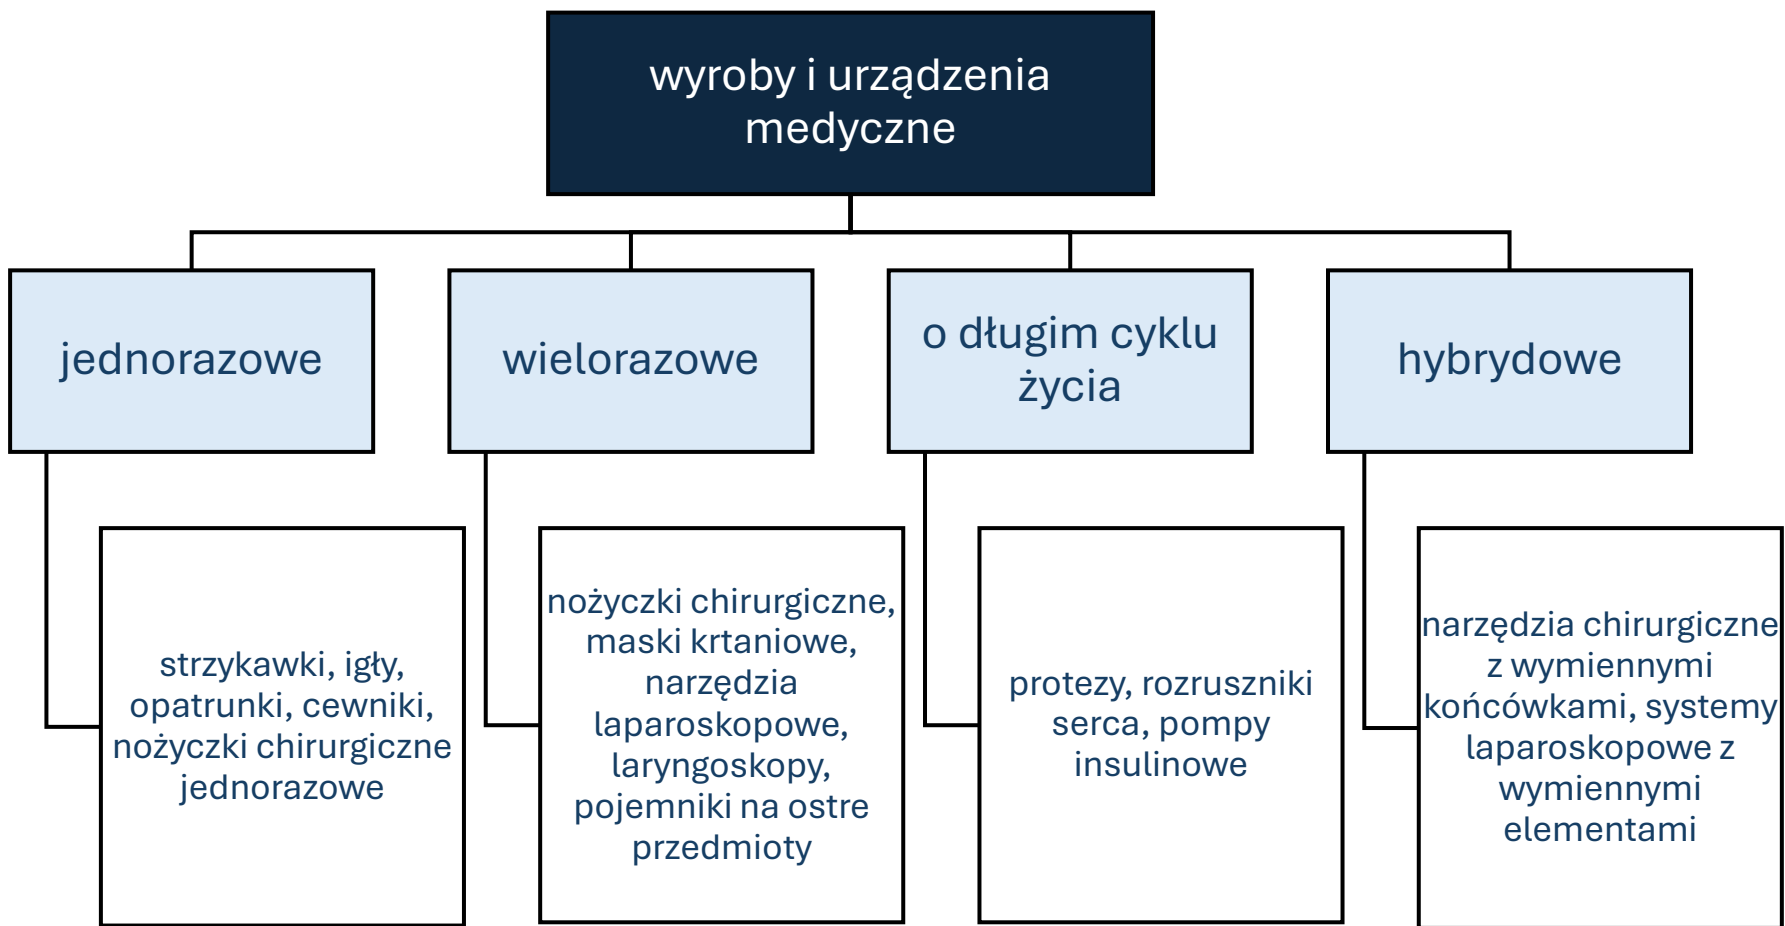 wyroby i urządzenia
medyczne
jednorazowe
wielorazowe
o długim cyklu
życia
hybrydowe
strzykawki, igły,
opatrunki, cewniki,
nożyczki chirurgiczne
jednorazowe
nożyczki chirurgiczne,
maski krtaniowe,
narzędzia
laparoskopowe,
laryngoskopy,
pojemniki na ostre
przedmioty
protezy, rozruszniki
serca, pompy
insulinowe
narzędzia chirurgiczne
z wymiennymi
końcówkami, systemy
laparoskopowe z
wymiennymi
elementami